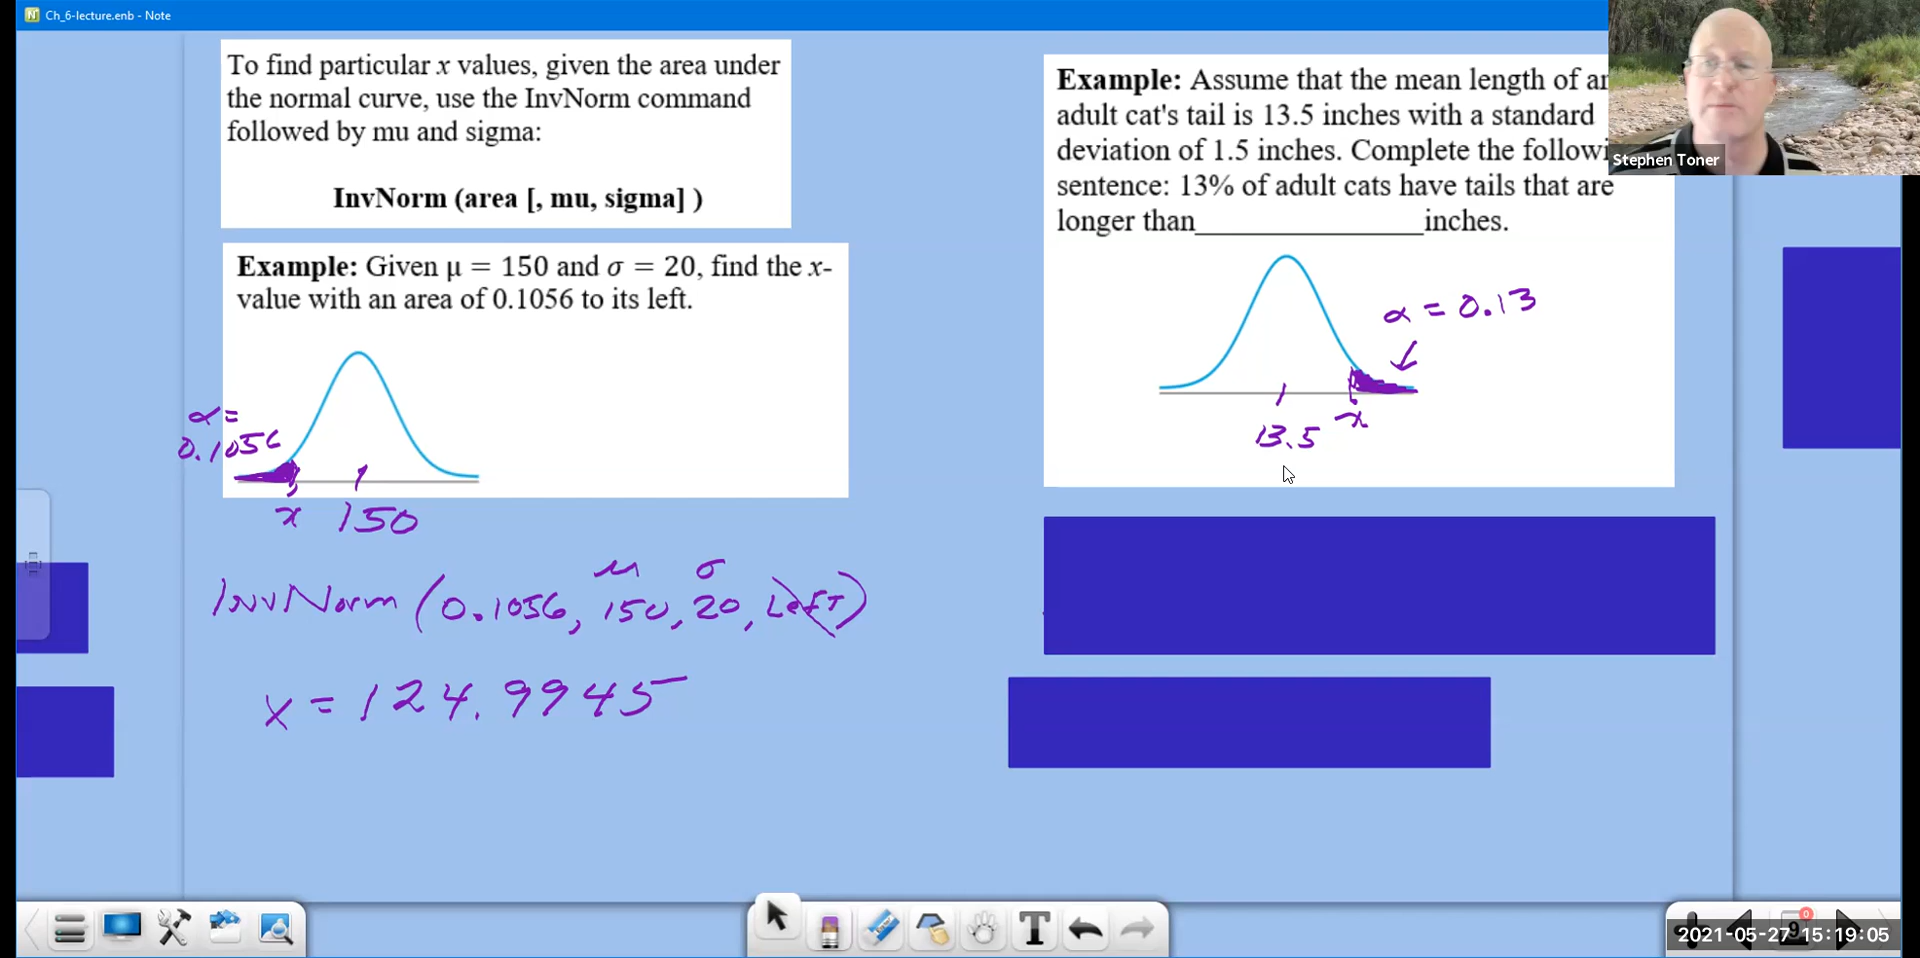 Ch_6-lecture.enb - Note
To find particular x values, given the area under
the normal curve, use the InvNorm command
followed by mu and sigma:
InvNorm (area [, mu, sigma] )
Example: Given μ = 150 and σ = 20, find the x-
value with an area of 0.1056 to its left.
α =
0.1056
x 150
μ σ
InvNorm (0.1056, 150, 20, Left)
x = 124.9945
Example: Assume that the mean length of an
adult cat's tail is 13.5 inches with a standard
deviation of 1.5 inches. Complete the followi
sentence: 13% of adult cats have tails that are
longer than_______________inches.
α = 0.13
x
13.5
Stephen Toner
0
9
2021-05-27 15:19:05